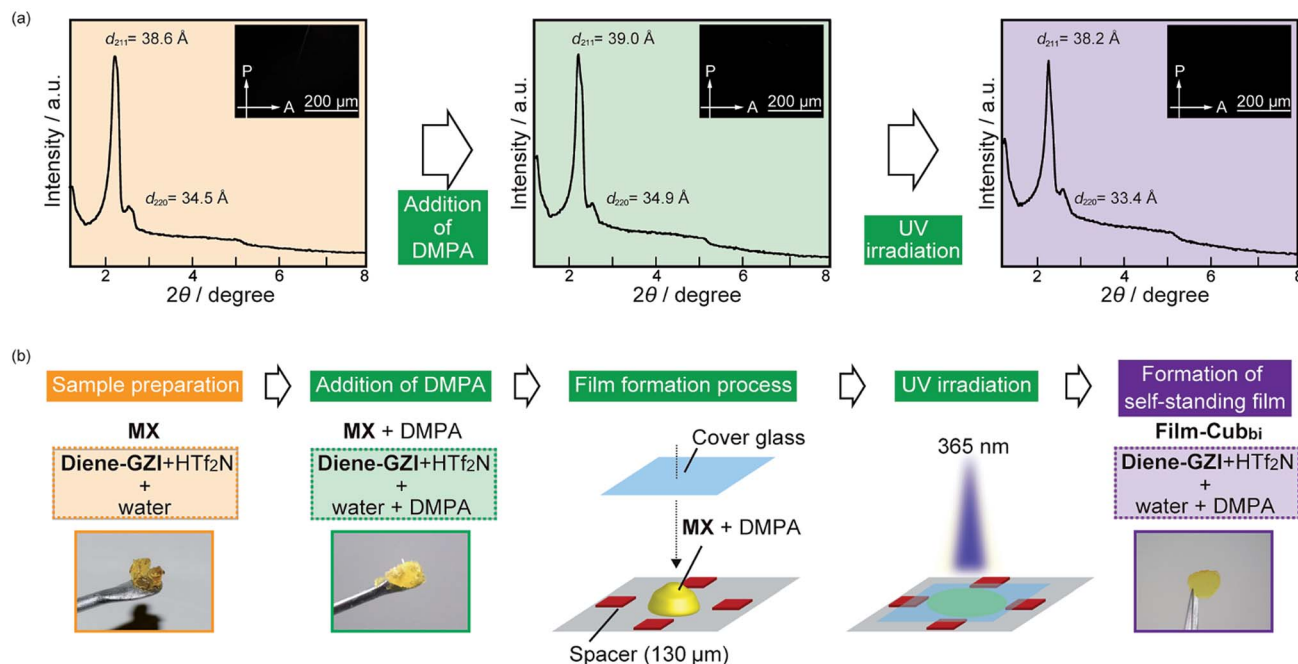 (a)
d211= 38.6 Å
P
A
200 μm
d220= 34.5 Å
Intensity / a.u.
2 4 6 8
2θ / degree
Addition
of
DMPA
d211= 39.0 Å
P
A
200 μm
d220= 34.9 Å
Intensity / a.u.
2 4 6 8
2θ / degree
UV
irradiation
d211= 38.2 Å
P
A
200 μm
d220= 33.4 Å
Intensity / a.u.
2 4 6 8
2θ / degree
(b)
Sample preparation
MX
Diene-GZI+HTf2N
+
water
Addition of DMPA
MX + DMPA
Diene-GZI+HTf2N
+
water + DMPA
Film formation process
Cover glass
MX + DMPA
Spacer (130 μm)
UV irradiation
365 nm
Formation of
self-standing film
Film-Cubbi
Diene-GZI+HTf2N
+
water + DMPA